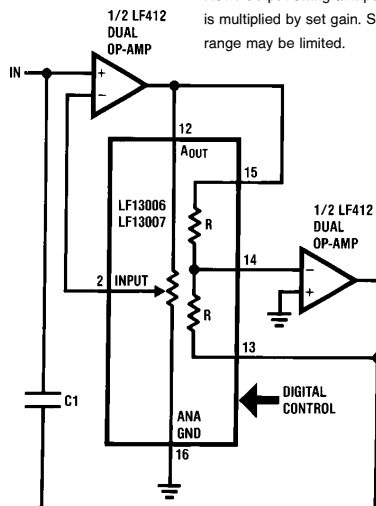 is multiplied by set gain. S
range may be limited.
1/2 LF412
DUAL
OP-AMP
IN
+
−
12
AOUT
15
LF13006
LF13007
R
1/2 LF412
DUAL
OP-AMP
14
−
+
2
INPUT
R
13
C1
DIGITAL
CONTROL
ANA
GND
16